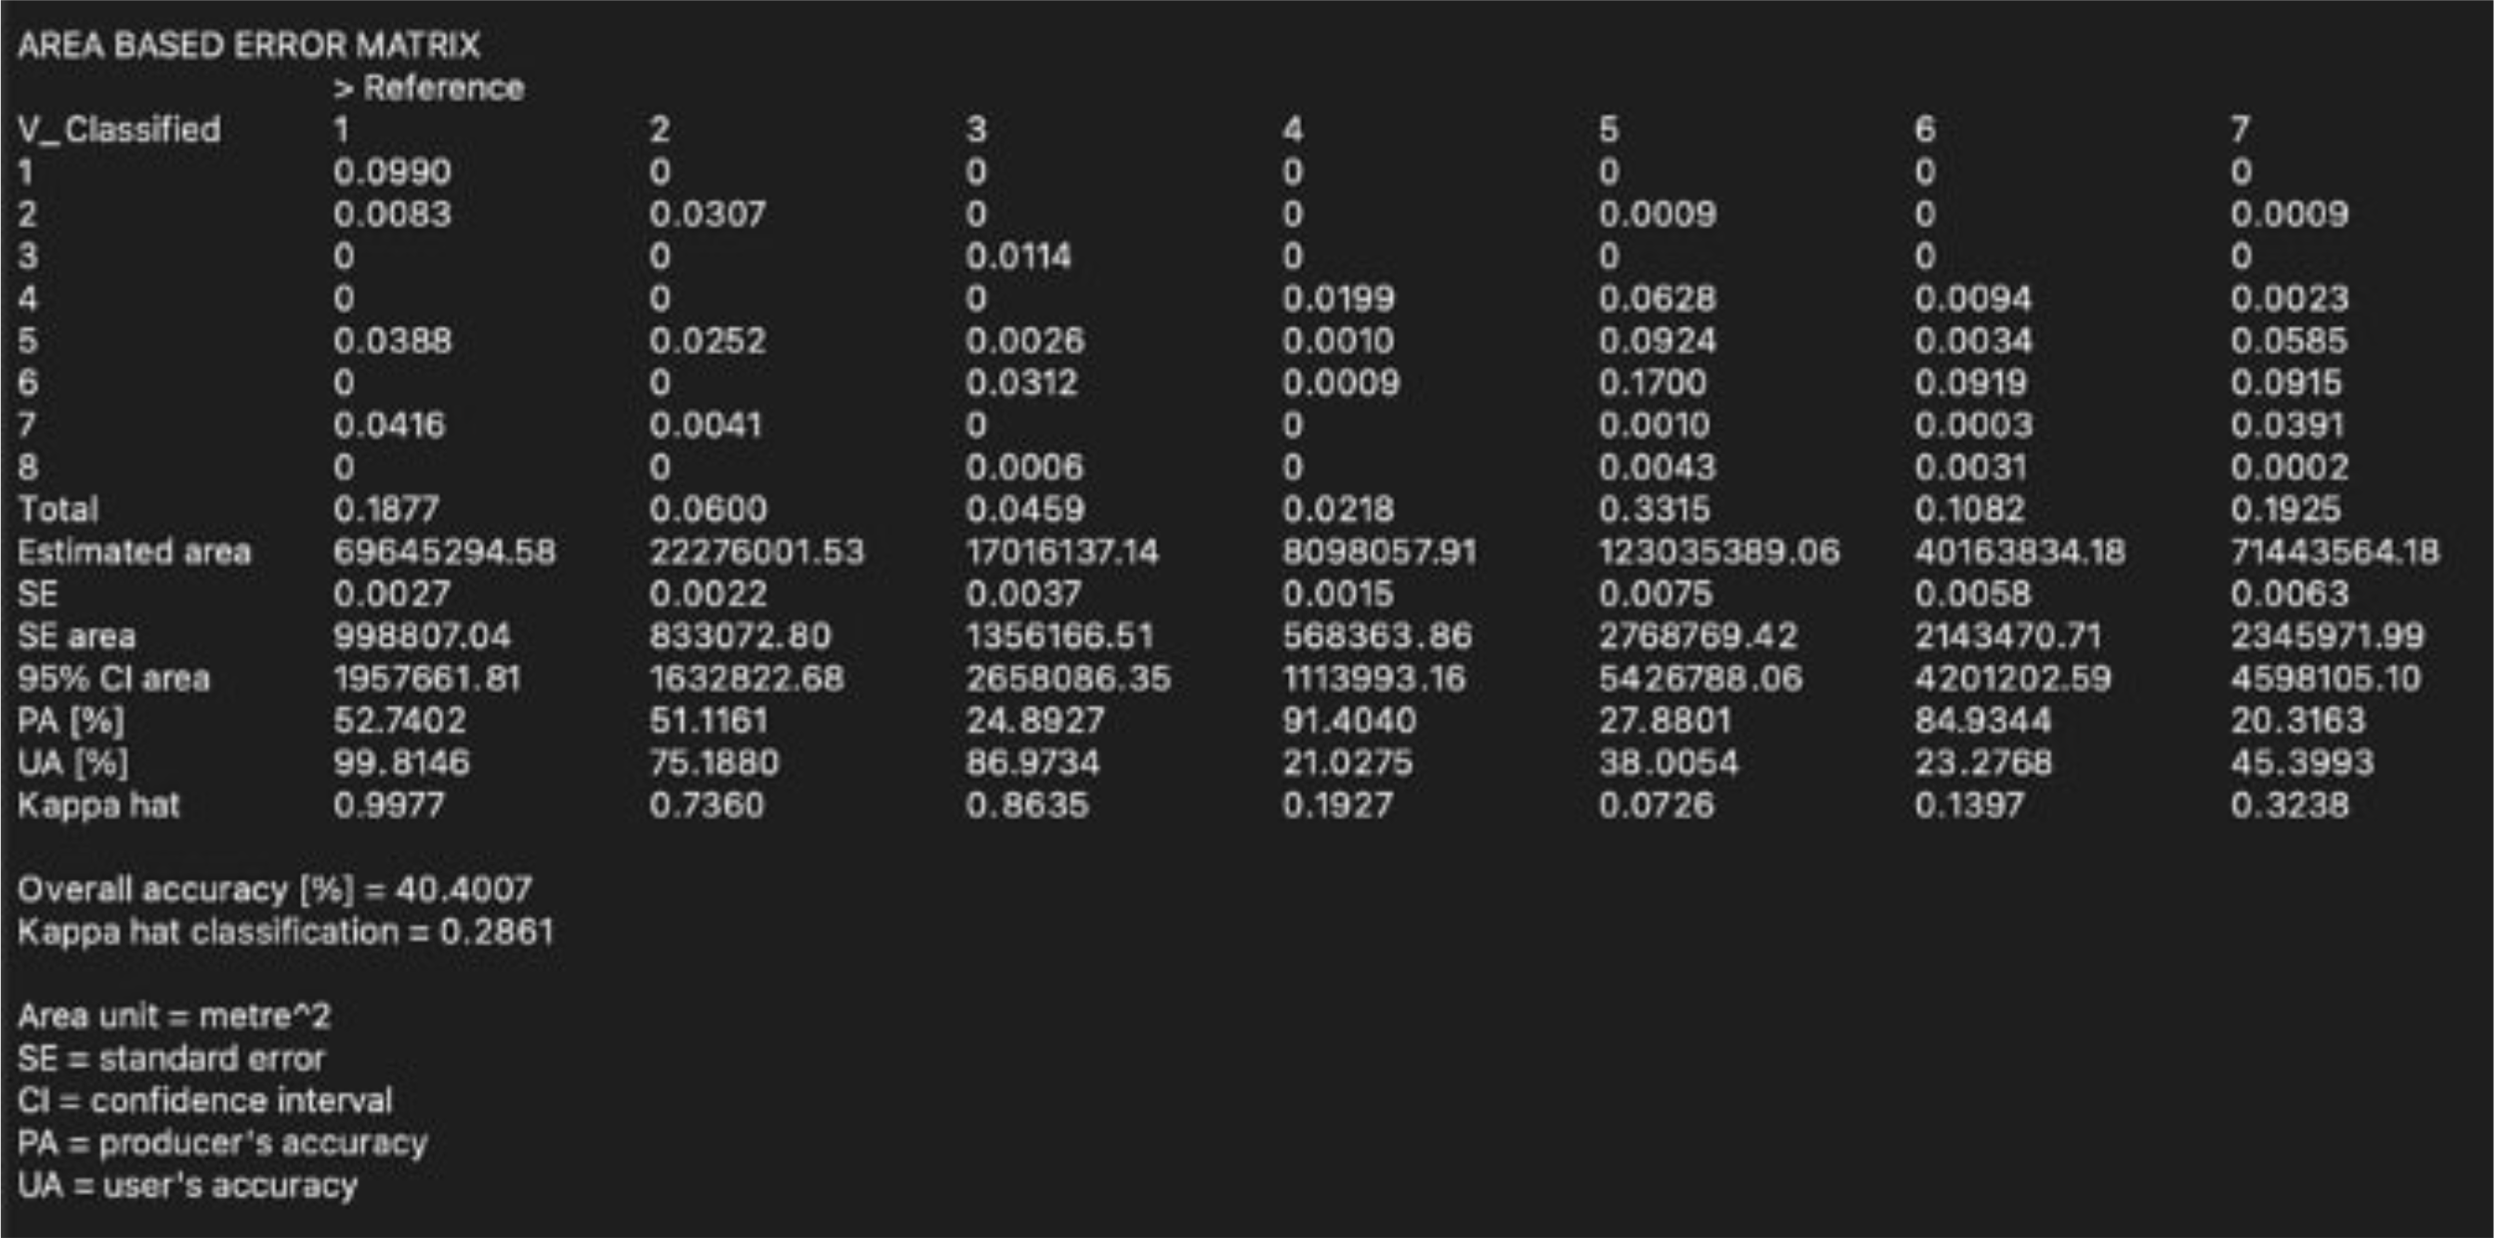 AREA BASED ERROR MATRIX
> Reference
V_Classified 1 2 3 4 5 6 7
1 0.0990 0 0 0 0 0 0
2 0.0083 0.0307 0 0 0.0009 0 0.0009
3 0 0 0.0114 0 0 0 0
4 0 0 0 0.0199 0.0628 0.0094 0.0023
5 0.0388 0.0252 0.0026 0.0010 0.0924 0.0034 0.0585
6 0 0 0.0312 0.0009 0.1700 0.0919 0.0915
7 0.0416 0.0041 0 0 0.0010 0.0003 0.0391
8 0 0 0.0006 0 0.0043 0.0031 0.0002
Total 0.1877 0.0600 0.0459 0.0218 0.3315 0.1082 0.1925
Estimated area 69645294.58 22276001.53 17016137.14 8098057.91 123035389.06 40163834.18 71443564.18
SE 0.0027 0.0022 0.0037 0.0015 0.0075 0.0058 0.0063
SE area 998807.04 833072.80 1356166.51 568363.86 2768769.42 2143470.71 2345971.99
95% CI area 1957661.81 1632822.68 2658086.35 1113993.16 5426788.06 4201202.59 4598105.10
PA [%] 52.7402 51.1161 24.8927 91.4040 27.8801 84.9344 20.3163
UA [%] 99.8146 75.1880 86.9734 21.0275 38.0054 23.2768 45.3993
Kappa hat 0.9977 0.7360 0.8635 0.1927 0.0726 0.1397 0.3238
Overall accuracy [%] = 40.4007
Kappa hat classification = 0.2861
Area unit = metre^2
SE = standard error
CI = confidence interval
PA = producer's accuracy
UA = user's accuracy